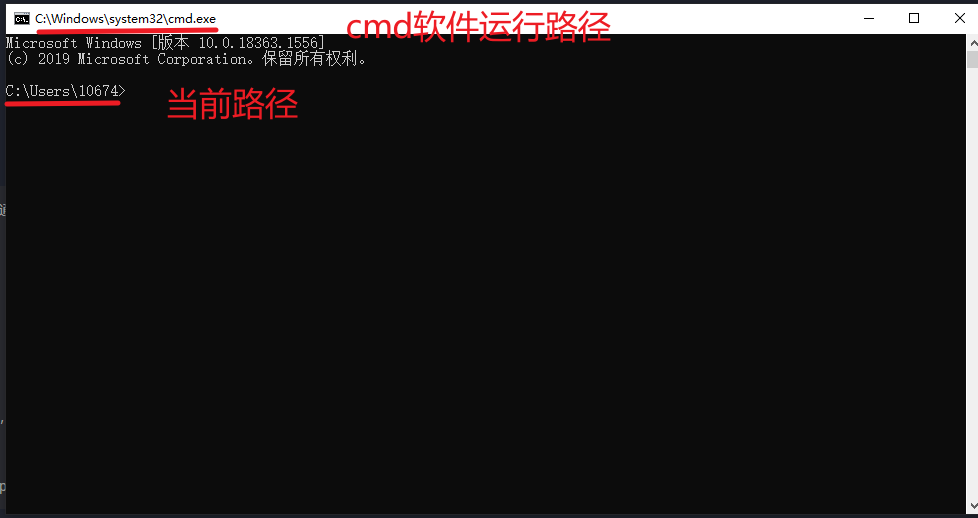 C:\Windows\system32\cmd.exe
cmd软件运行路径
Microsoft Windows [版本 10.0.18363.1556]
(c) 2019 Microsoft Corporation。保留所有权利。
C:\Users\10674>
当前路径